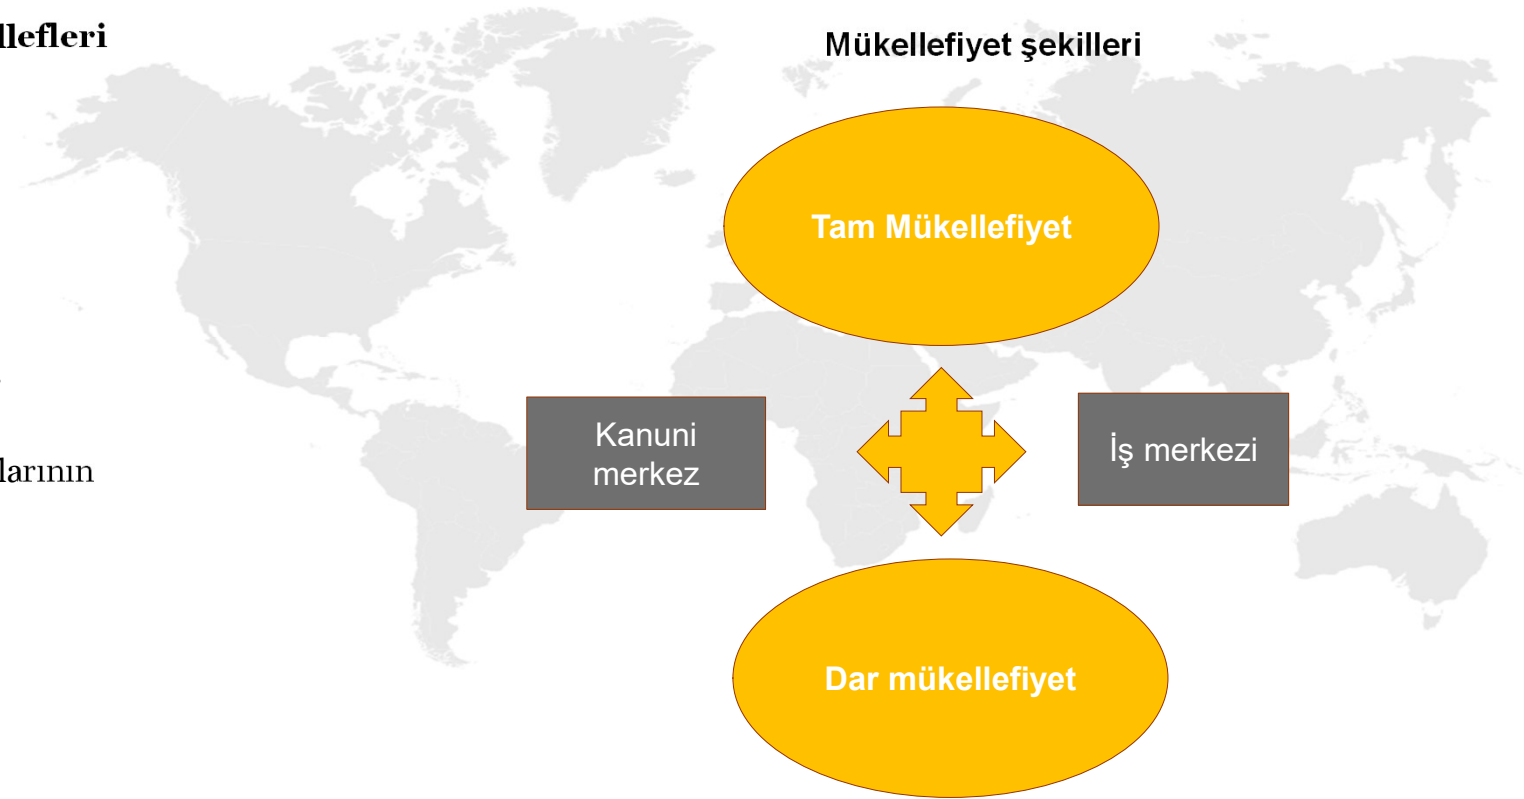 llefleri
larının
Mükellefiyet şekilleri
Tam Mükellefiyet
Kanuni
merkez
İş merkezi
Dar mükellefiyet